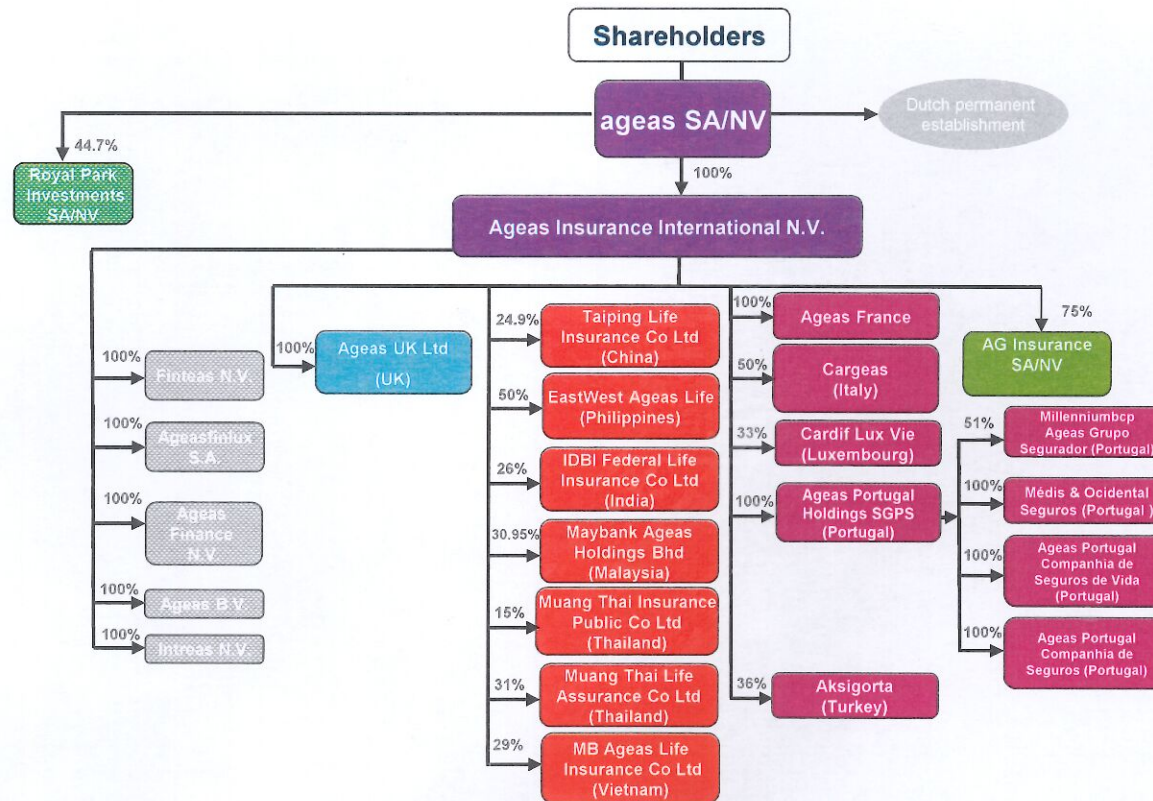 Shareholders
ageas SA/NV
Dutch permanent
establishment
44.7%
100%
Royal Park
Investments
SA/NV
Ageas Insurance International N.V.
100%
Finteas N.V.
100%
Ageasfinlux
S.A.
100%
Ageas
Finance
N.V.
100%
Ageas B.V.
100%
Intreas N.V.
100%
Ageas UK Ltd
(UK)
24.9%
Taiping Life
Insurance Co Ltd
(China)
50%
EastWest Ageas Life
(Philippines)
26%
IDBI Federal Life
Insurance Co Ltd
(India)
30.95%
Maybank Ageas
Holdings Bhd
(Malaysia)
15%
Muang Thai Insurance
Public Co Ltd
(Thailand)
31%
Muang Thai Life
Assurance Co Ltd
(Thailand)
29%
MB Ageas Life
Insurance Co Ltd
(Vietnam)
100%
Ageas France
50%
Cargeas
(Italy)
33%
Cardif Lux Vie
(Luxembourg)
100%
Ageas Portugal
Holdings SGPS
(Portugal)
36%
Aksigorta
(Turkey)
75%
AG Insurance
SA/NV
51%
Millenniumbcp
Ageas Grupo
Segurador (Portugal)
100%
Médis & Ocidental
Seguros (Portugal )
100%
Ageas Portugal
Companhia de
Seguros de Vida
(Portugal)
100%
Ageas Portugal
Companhia de
Seguros (Portugal)